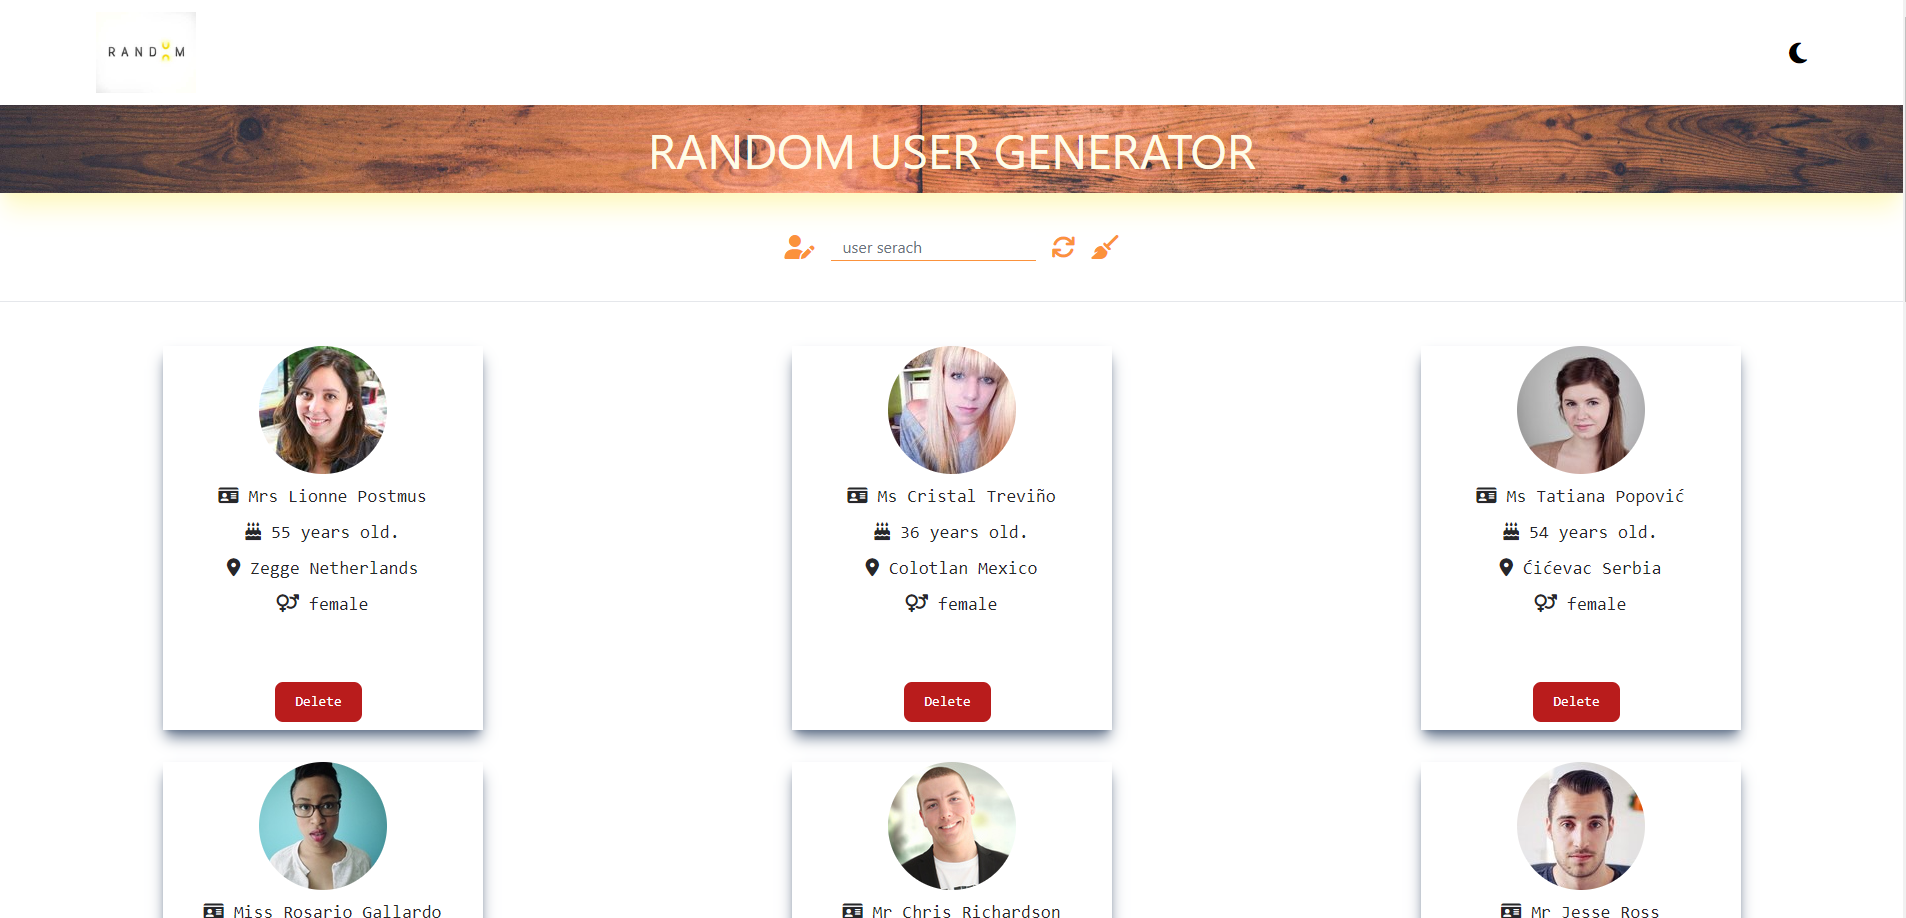 RANDOM
RANDOM USER GENERATOR
user serach
Mrs Lionne Postmus
55 years old.
Zegge Netherlands
female
Delete
Ms Cristal Treviño
36 years old.
Colotlan Mexico
female
Delete
Ms Tatiana Popović
54 years old.
Ćićevac Serbia
female
Delete
Miss Rosario Gallardo
Mr Chris Richardson
Mr Jesse Ross